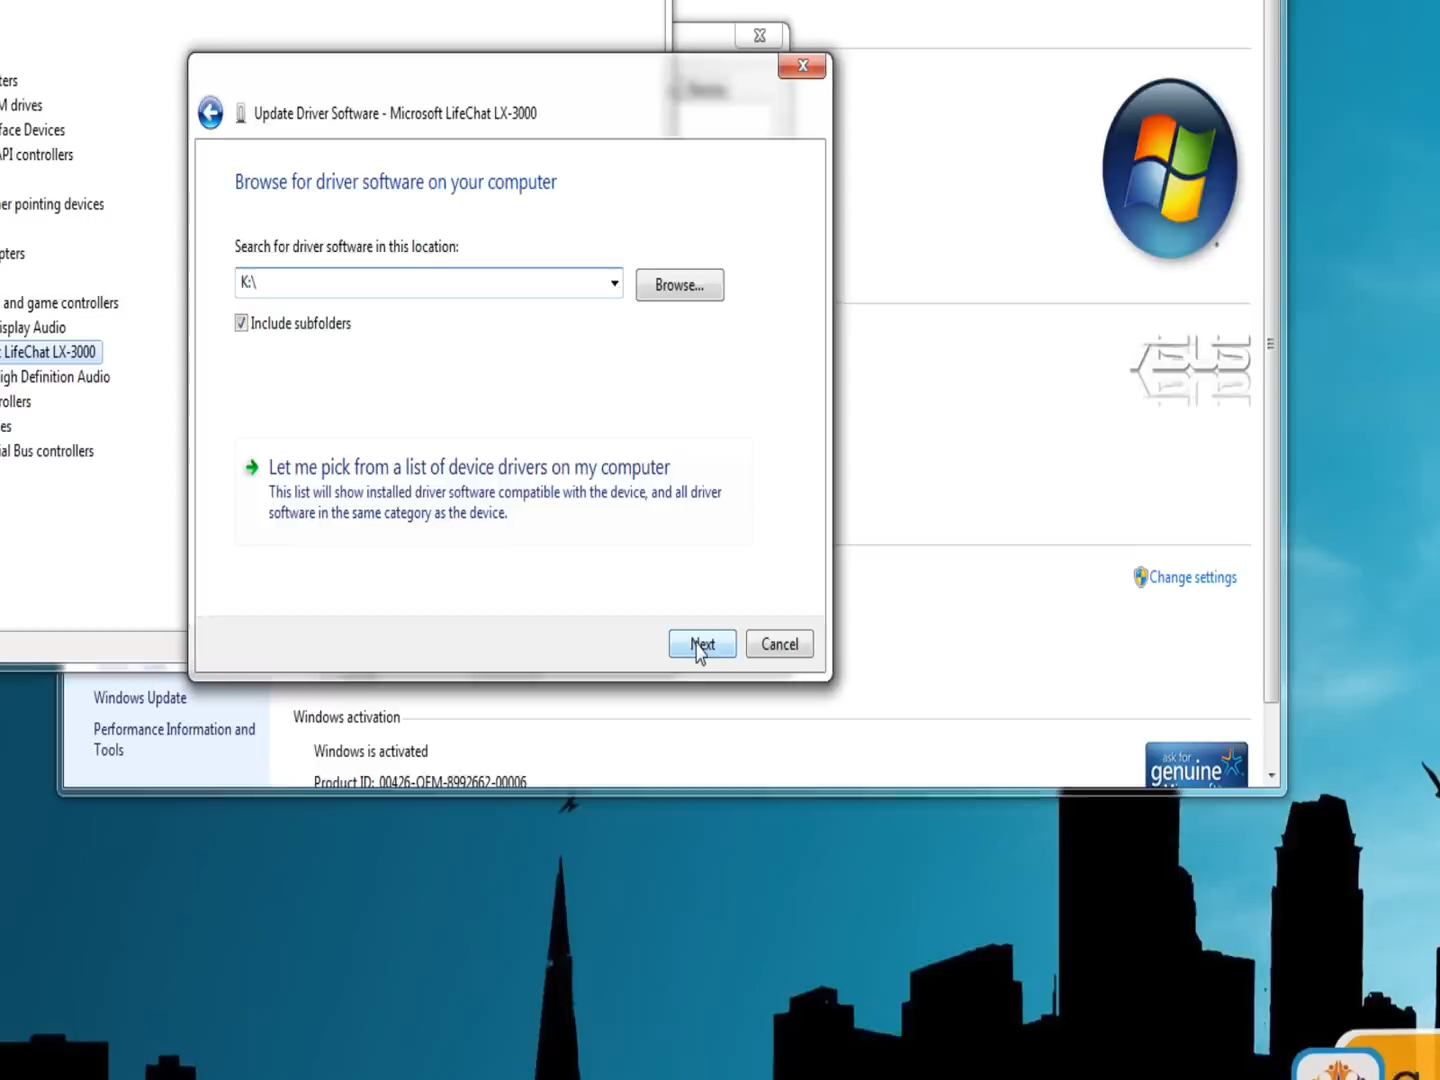 ters
M drives
face Devices
API controllers
er pointing devices
pters
and game controllers
isplay Audio
LifeChat LX-3000
igh Definition Audio
rollers
es
ial Bus controllers
X
X
Update Driver Software - Microsoft LifeChat LX-3000
Browse for driver software on your computer
Search for driver software in this location:
K:\
Browse...
Include subfolders
Let me pick from a list of device drivers on my computer
This list will show installed driver software compatible with the device, and all driver
software in the same category as the device.
Next
Cancel
ASUS
Change settings
Windows Update
Performance Information and
Tools
Windows activation
Windows is activated
Product ID: 00426-OEM-8992662-00006
ask for
genuine